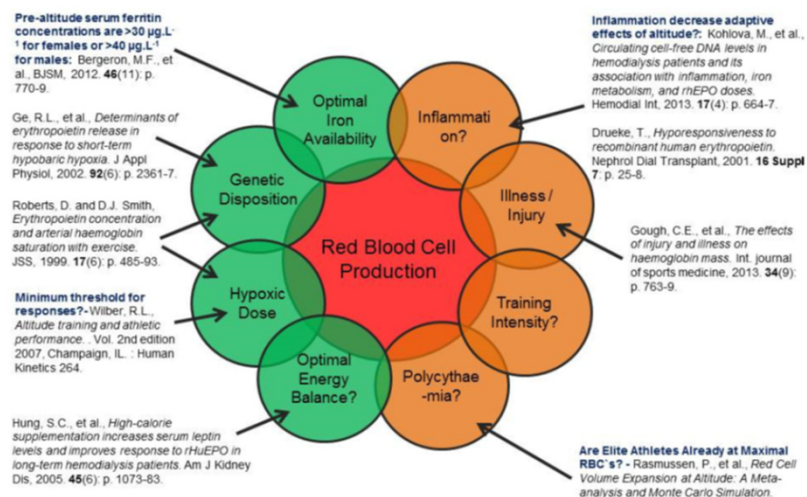 Pre-altitude serum ferritin
concentrations are >30 µg.L-
1 for females or >40 µg.L-1
for males: Bergeron, M.F., et
al., BJSM, 2012. 46(11): p.
770-9.
Ge, R.L., et al., Determinants of
erythropoietin release in
response to short-term
hypobaric hypoxia. J Appl
Physiol, 2002. 92(6): p. 2361-7.
Roberts, D. and D.J. Smith,
Erythropoietin concentration
and arterial haemoglobin
saturation with exercise.
JSS, 1999. 17(6): p. 485-93.
Minimum threshold for
responses?- Wilber, R.L.,
Altitude training and athletic
performance. . Vol. 2nd edition
2007, Champaign, IL. : Human
Kinetics 264.
Hung, S.C., et al., High-calorie
supplementation increases serum leptin
levels and improves response to rHuEPO in
long-term hemodialysis patients. Am J Kidney
Dis, 2005. 45(6): p. 1073-83.
Optimal
Iron
Availability
Genetic
Disposition
Hypoxic
Dose
Optimal
Energy
Balance?
Red Blood Cell
Production
Inflammati
on?
Illness /
Injury
Training
Intensity?
Polycythae
-mia?
Inflammation decrease adaptive
effects of altitude?: Kohlova, M., et al.,
Circulating cell-free DNA levels in
hemodialysis patients and its
association with inflammation, iron
metabolism, and rhEPO doses.
Hemodial Int, 2013. 17(4): p. 664-7.
Drueke, T., Hyporesponsiveness to
recombinant human erythropoietin.
Nephrol Dial Transplant, 2001. 16 Suppl
7: p. 25-8.
Gough, C.E., et al., The effects
of injury and illness on
haemoglobin mass. Int. journal
of sports medicine, 2013. 34(9):
p. 763-9.
Are Elite Athletes Already at Maximal
RBC`s? - Rasmussen, P., et al., Red Cell
Volume Expansion at Altitude: A Meta-
analysis and Monte Carlo Simulation.